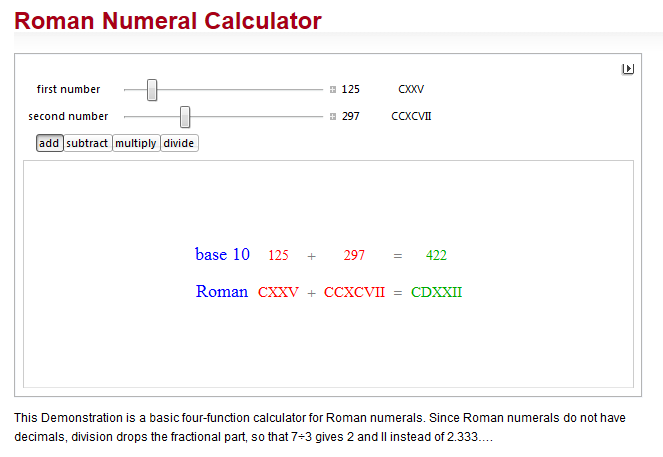 Roman Numeral Calculator
first number 125 CXXV
second number 297 CCXCVII
add subtract multiply divide
base 10 125 + 297 = 422
Roman CXXV + CCXCVII = CDXXII
This Demonstration is a basic four-function calculator for Roman numerals. Since Roman numerals do not have
decimals, division drops the fractional part, so that 7÷3 gives 2 and II instead of 2.333....